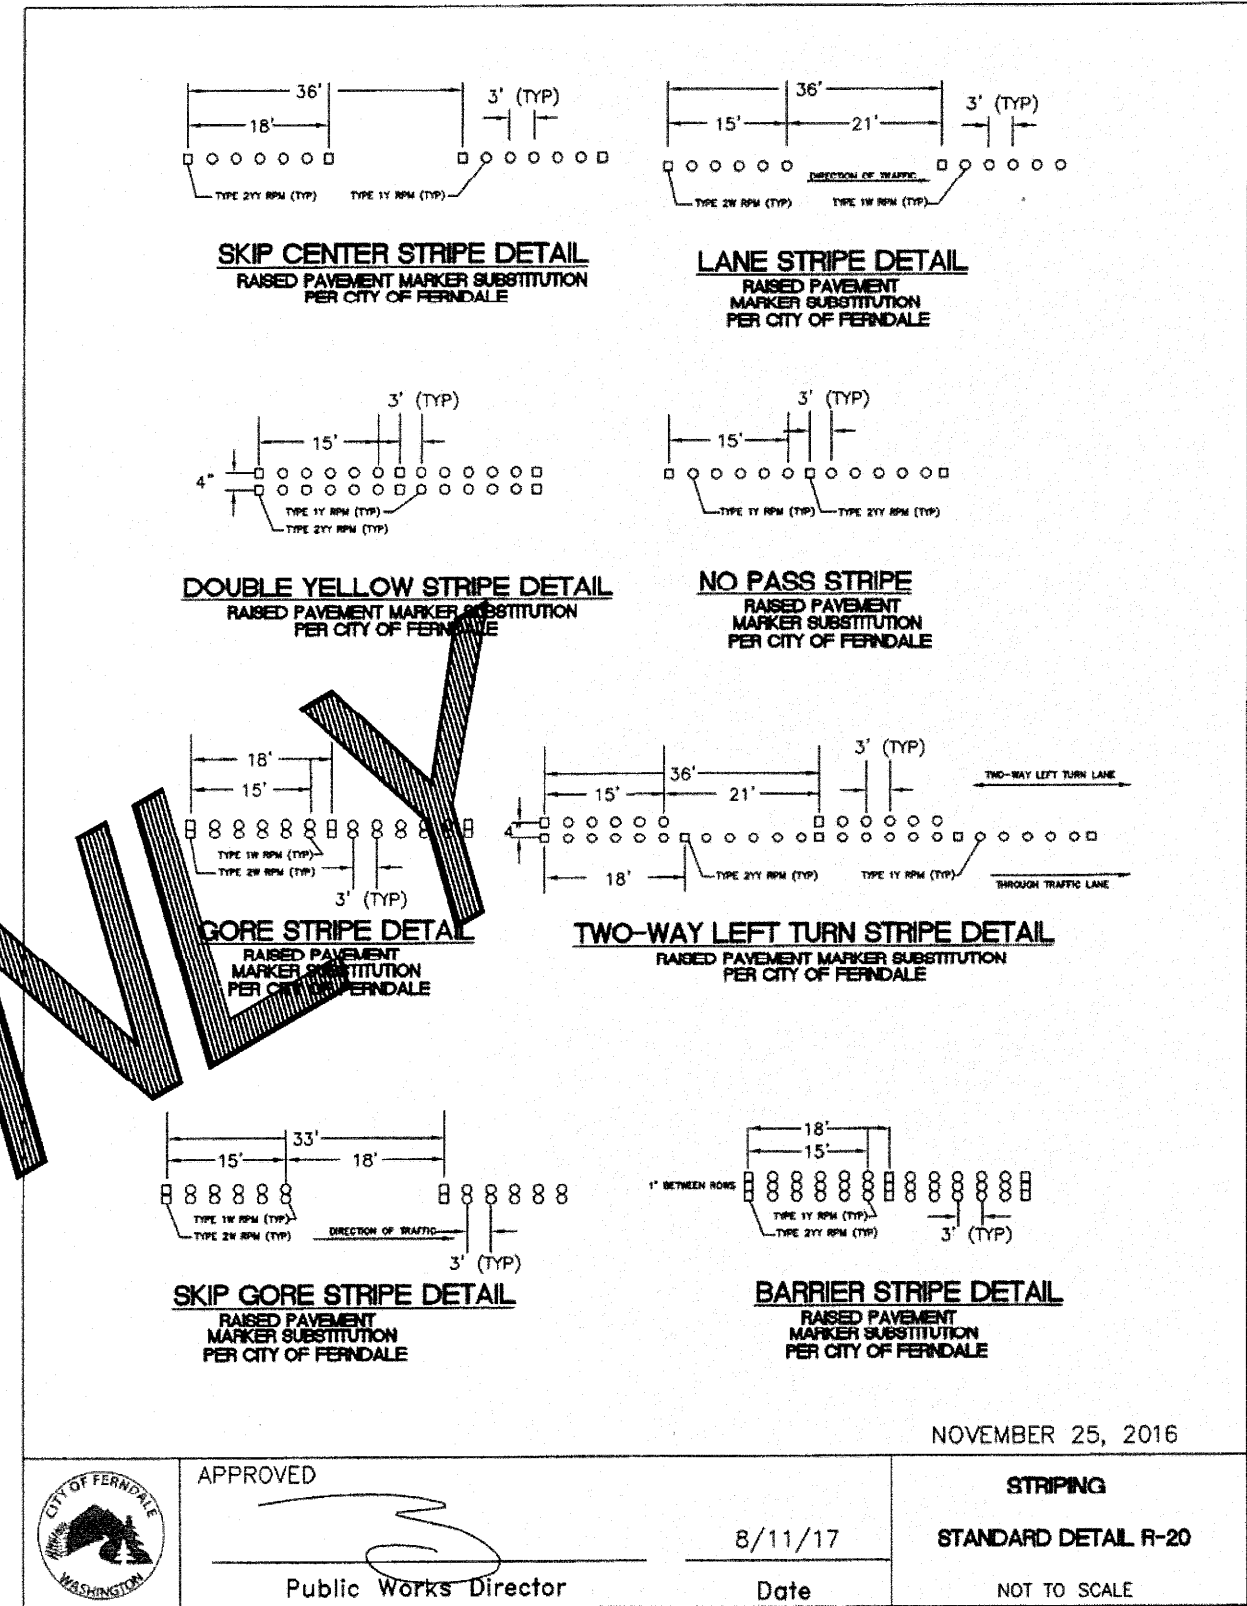 36'
18'
3' (TYP)
TYPE 2YY RPM (TYP)
TYPE 1Y RPM (TYP)
SKIP CENTER STRIPE DETAIL
RAISED PAVEMENT MARKER SUBSTITUTION
PER CITY OF FERNDALE
36'
15'
21'
3' (TYP)
DIRECTION OF TRAFFIC
TYPE 2W RPM (TYP)
TYPE 1W RPM (TYP)
LANE STRIPE DETAIL
RAISED PAVEMENT
MARKER SUBSTITUTION
PER CITY OF FERNDALE
3' (TYP)
15'
4"
TYPE 1Y RPM (TYP)
TYPE 2YY RPM (TYP)
DOUBLE YELLOW STRIPE DETAIL
RAISED PAVEMENT MARKER SUBSTITUTION
PER CITY OF FERNDALE
3' (TYP)
15'
TYPE 1Y RPM (TYP)
TYPE 2YY RPM (TYP)
NO PASS STRIPE
RAISED PAVEMENT
MARKER SUBSTITUTION
PER CITY OF FERNDALE
18'
15'
TYPE 1W RPM (TYP)
TYPE 2W RPM (TYP)
3' (TYP)
GORE STRIPE DETAIL
RAISED PAVEMENT
MARKER SUBSTITUTION
PER CITY OF FERNDALE
36'
15'
21'
3' (TYP)
TWO-WAY LEFT TURN LANE
4"
18'
TYPE 2YY RPM (TYP)
TYPE 1Y RPM (TYP)
THROUGH TRAFFIC LANE
TWO-WAY LEFT TURN STRIPE DETAIL
RAISED PAVEMENT MARKER SUBSTITUTION
PER CITY OF FERNDALE
NLY
33'
15'
18'
TYPE 1W RPM (TYP)
TYPE 2W RPM (TYP)
DIRECTION OF TRAFFIC
3' (TYP)
SKIP GORE STRIPE DETAIL
RAISED PAVEMENT
MARKER SUBSTITUTION
PER CITY OF FERNDALE
18'
15'
1" BETWEEN ROWS
TYPE 1Y RPM (TYP)
TYPE 2YY RPM (TYP)
3' (TYP)
BARRIER STRIPE DETAIL
RAISED PAVEMENT
MARKER SUBSTITUTION
PER CITY OF FERNDALE
NOVEMBER 25, 2016
CITY OF FERNDALE
WASHINGTON
APPROVED
Public Works Director
8/11/17
Date
STRIPING
STANDARD DETAIL R-20
NOT TO SCALE